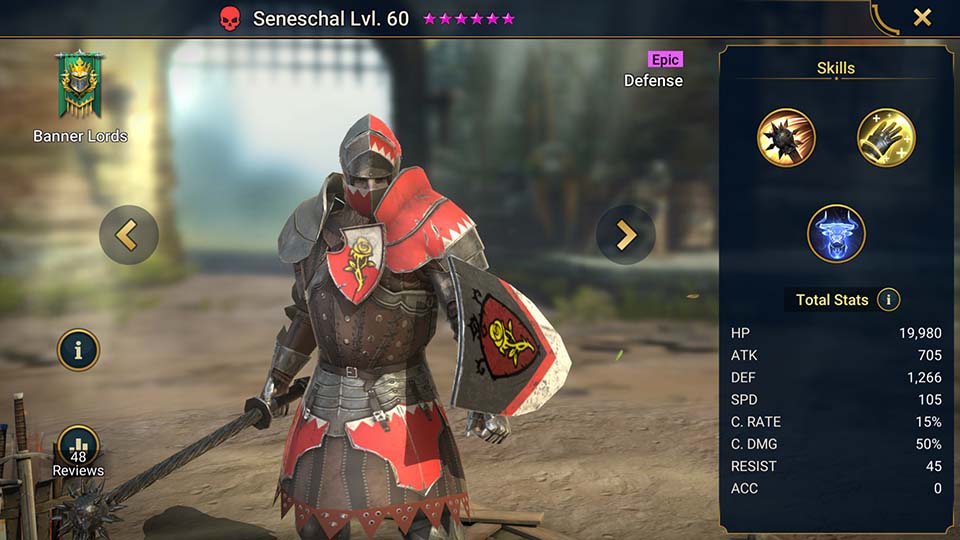 Seneschal Lvl. 60
Banner Lords
Epic
Defense
48
Reviews
Skills
Total Stats
HP 19,980
ATK 705
DEF 1,266
SPD 105
C. RATE 15%
C. DMG 50%
RESIST 45
ACC 0